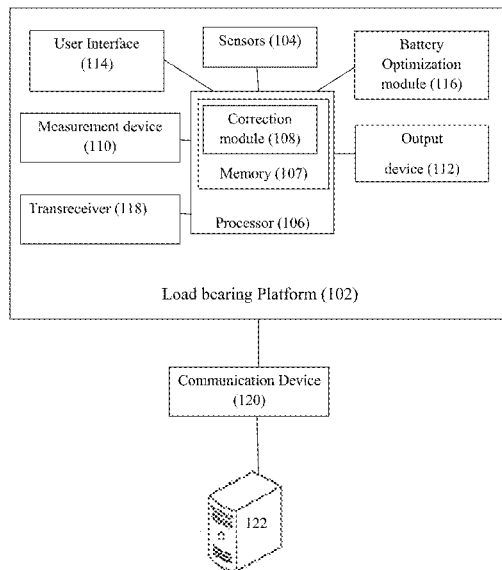 User Interface
(114)
Sensors (104)
Battery
Optimization
module (116)
Measurement device
(110)
Correction
module (108)
Memory (107)
Output
device (112)
Transreceiver (118)
Processor (106)
Load bearing Platform (102)
Communication Device
(120)
122